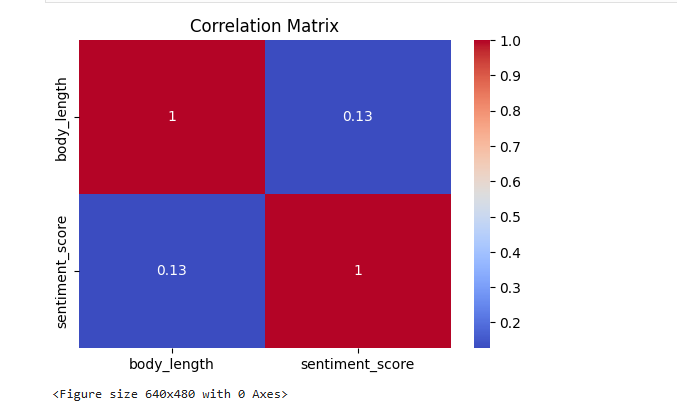 Correlation Matrix
body_length
sentiment_score
1
0.13
0.13
1
body_length
sentiment_score
1.0
0.9
0.8
0.7
0.6
0.5
0.4
0.3
0.2
<Figure size 640x480 with 0 Axes>